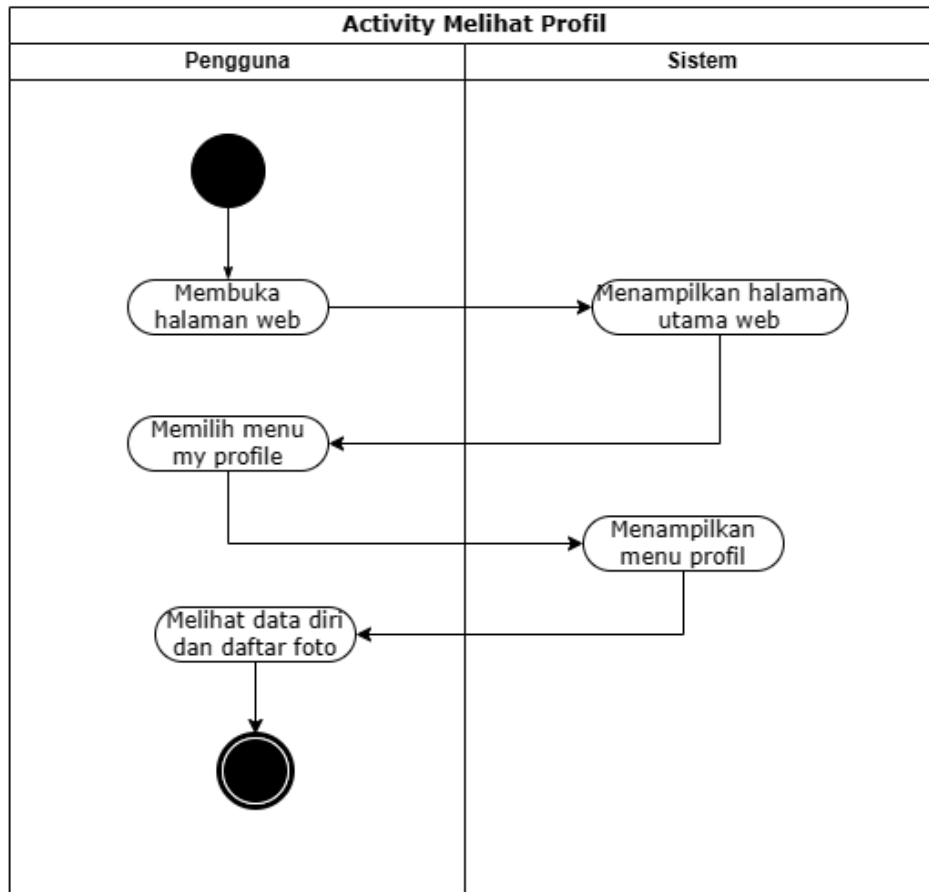 Activity Melihat Profil
Pengguna
Sistem
Membuka
halaman web
Menampilkan halaman
utama web
Memilih menu
my profile
Menampilkan
menu profil
Melihat data diri
dan daftar foto